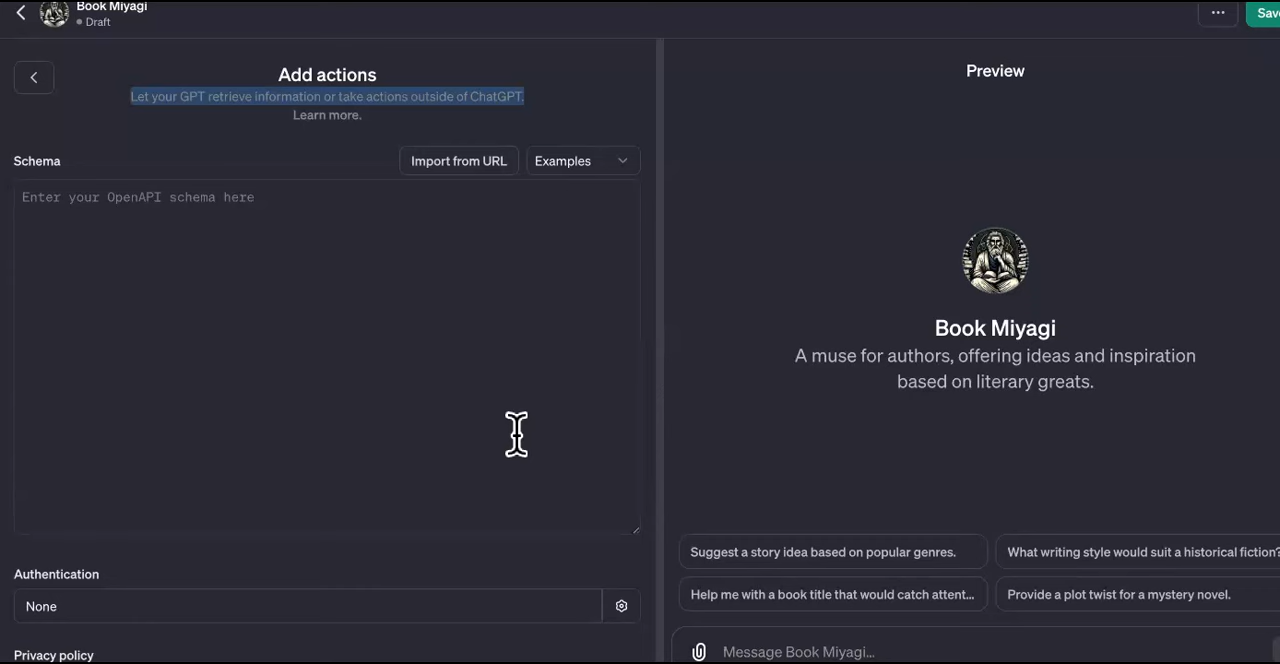 Book Miyagi
Draft
Save
Add actions
Let your GPT retrieve information or take actions outside of ChatGPT.
Learn more.
Schema
Import from URL
Examples
Enter your OpenAPI schema here
Authentication
None
Privacy policy
Preview
Book Miyagi
A muse for authors, offering ideas and inspiration
based on literary greats.
Suggest a story idea based on popular genres.
What writing style would suit a historical fiction?
Help me with a book title that would catch attent...
Provide a plot twist for a mystery novel.
Message Book Miyagi...